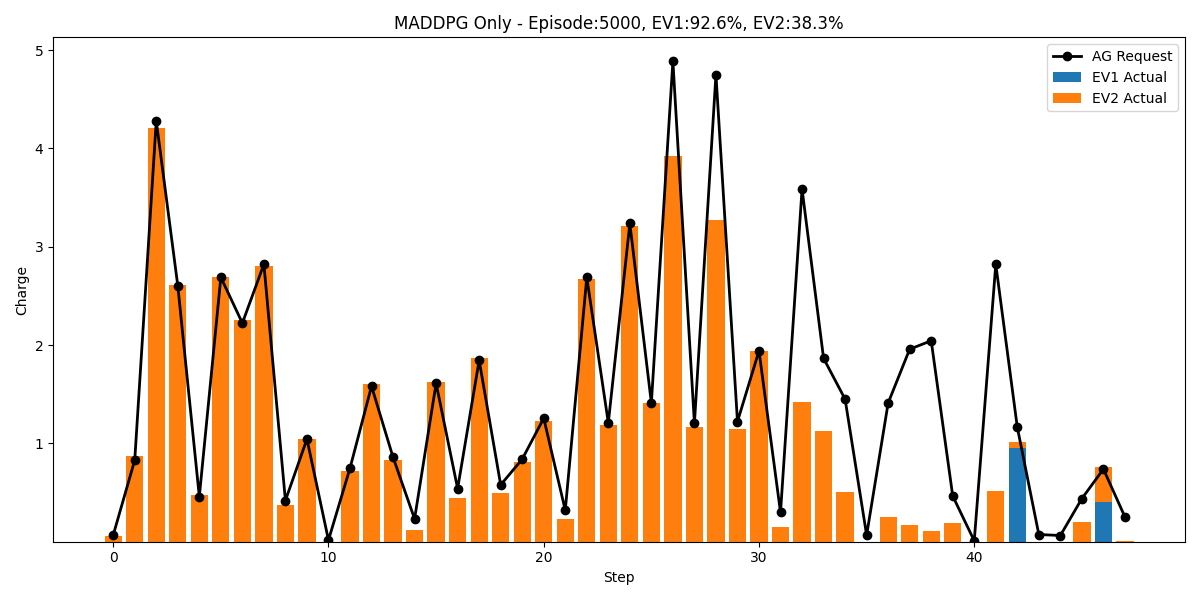 MADDPG Only - Episode:5000, EV1:92.6%, EV2:38.3%
AG Request
EV1 Actual
EV2 Actual
5
4
3
2
1
Charge
0 10 20 30 40
Step